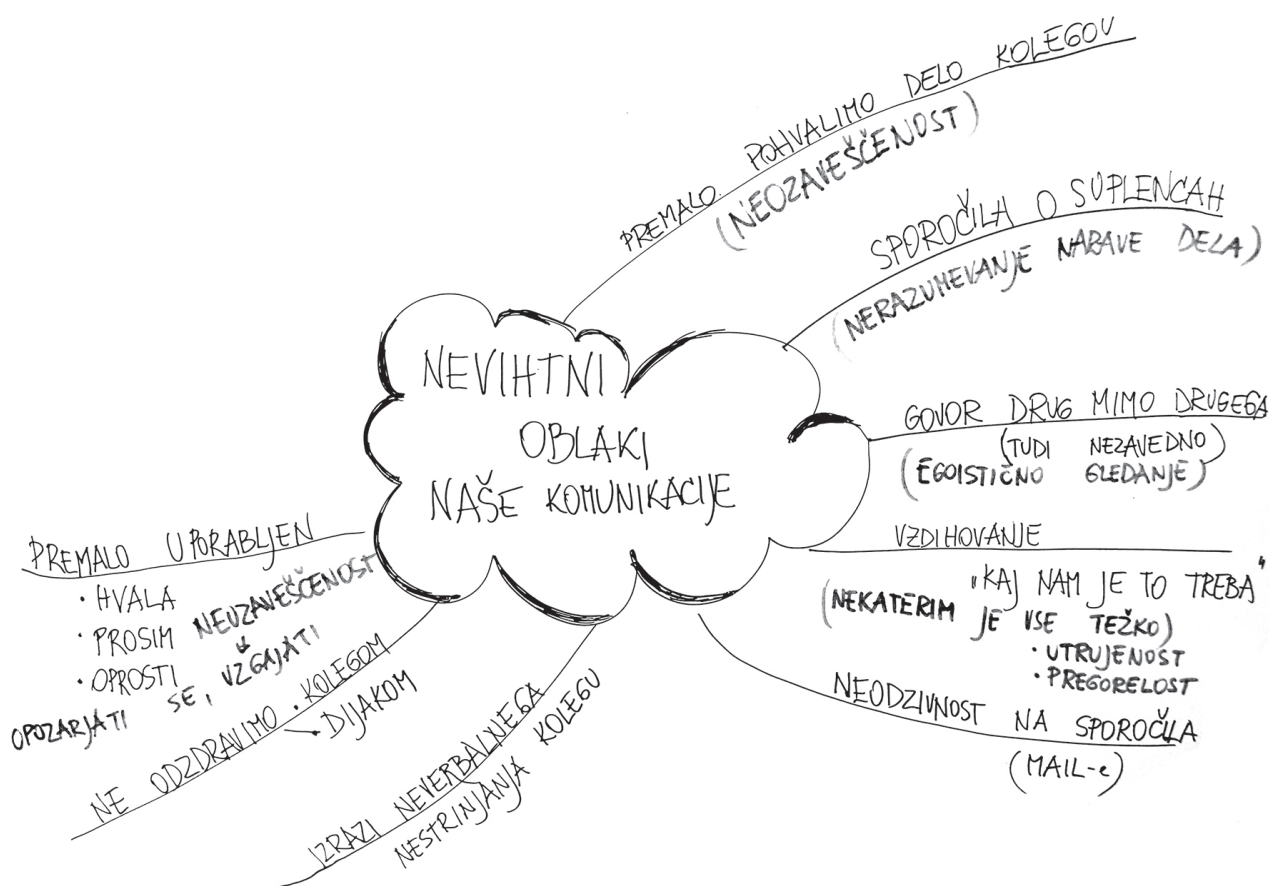 NEVIHTNI
OBLAKI
NAŠE KOMUNIKACIJE
PREMALO POHVALIMO DELO KOLEGOV
(NEOZAVEŠČENOST)
SPOROČILA O SUPLENCAH
(NERAZUMEVANJE NARAVE DELA)
GOVOR DRUG MIMO DRUGEGA
(TUDI NEZAVEDNO)
(EGOISTIČNO GLEDANJE)
VZDIHOVANJE
"KAJ NAM JE TO TREBA"
(NEKATERIM JE VSE TEŽKO)
• UTRUJENOST
• PREGORELOST
NEODZIVNOST NA SPOROČILA
(MAIL-e)
IZRAZI NEVERBALNEGA
NESTRINJANJA KOLEGU
NE ODZDRAVIMO • KOLEGOM
• DIJAKOM
PREMALO UPORABLJEN
• HVALA
• PROSIM
• OPROSTI
NEUZAVEŠČENOST
↓
OPOZARJATI SE, VZGAJATI